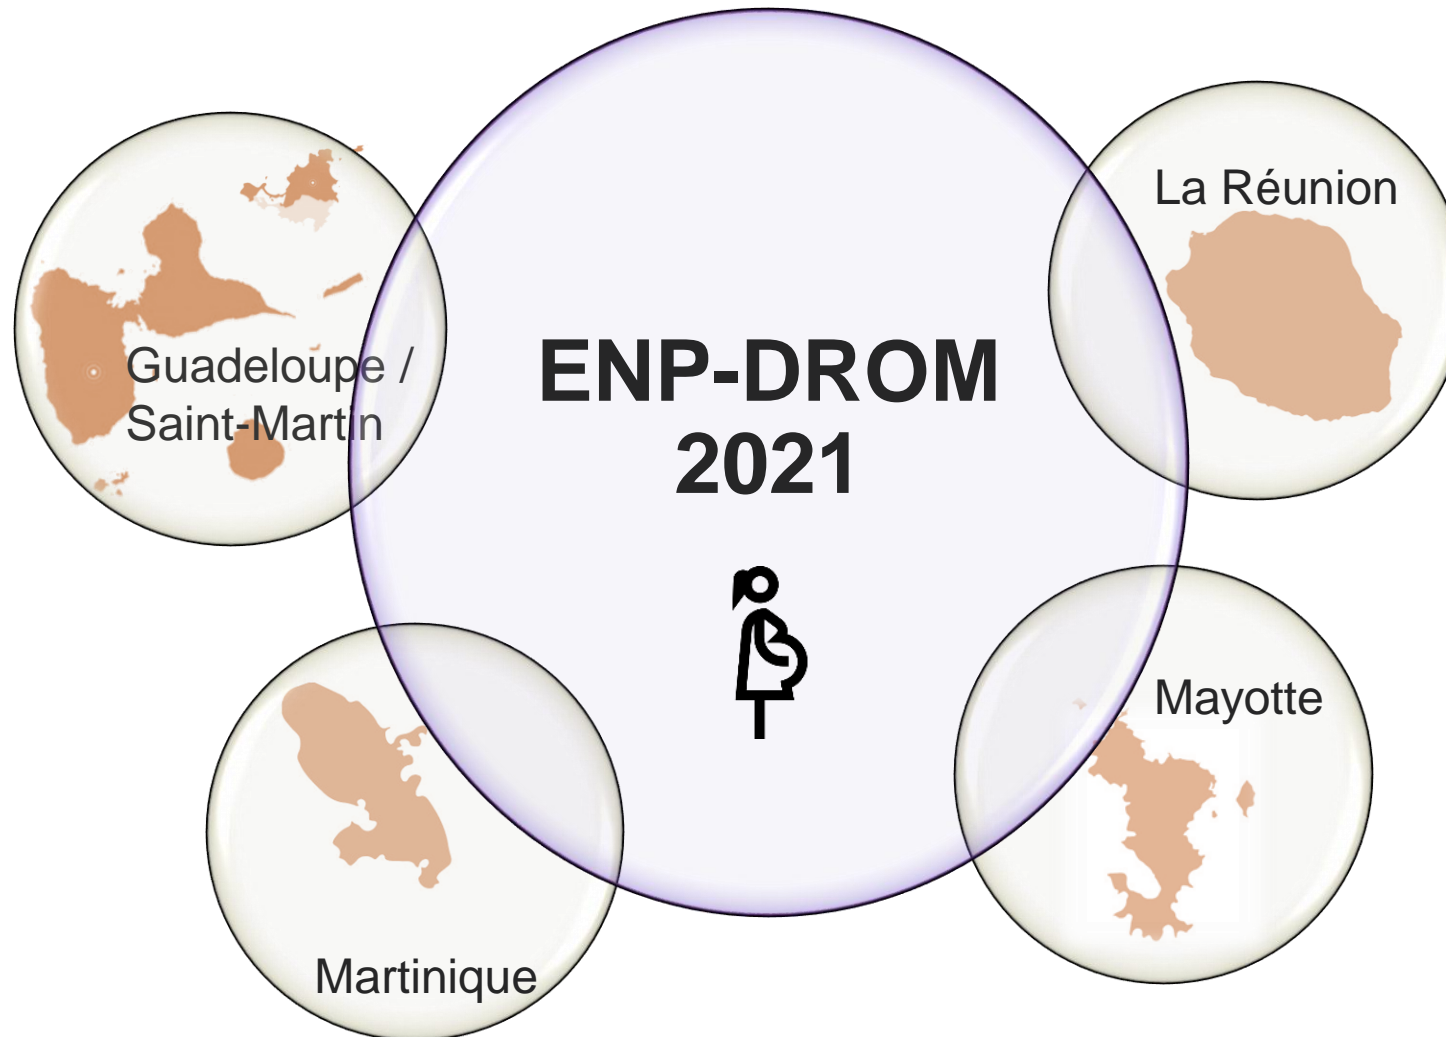 La Réunion
Guadeloupe /
Saint-Martin
ENP-DROM
2021
Mayotte
Martinique